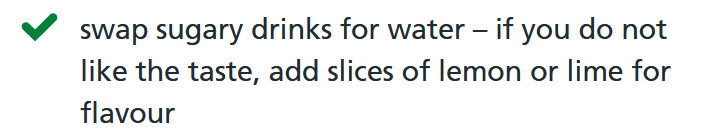 swap sugary drinks for water – if you do not
like the taste, add slices of lemon or lime for
flavour